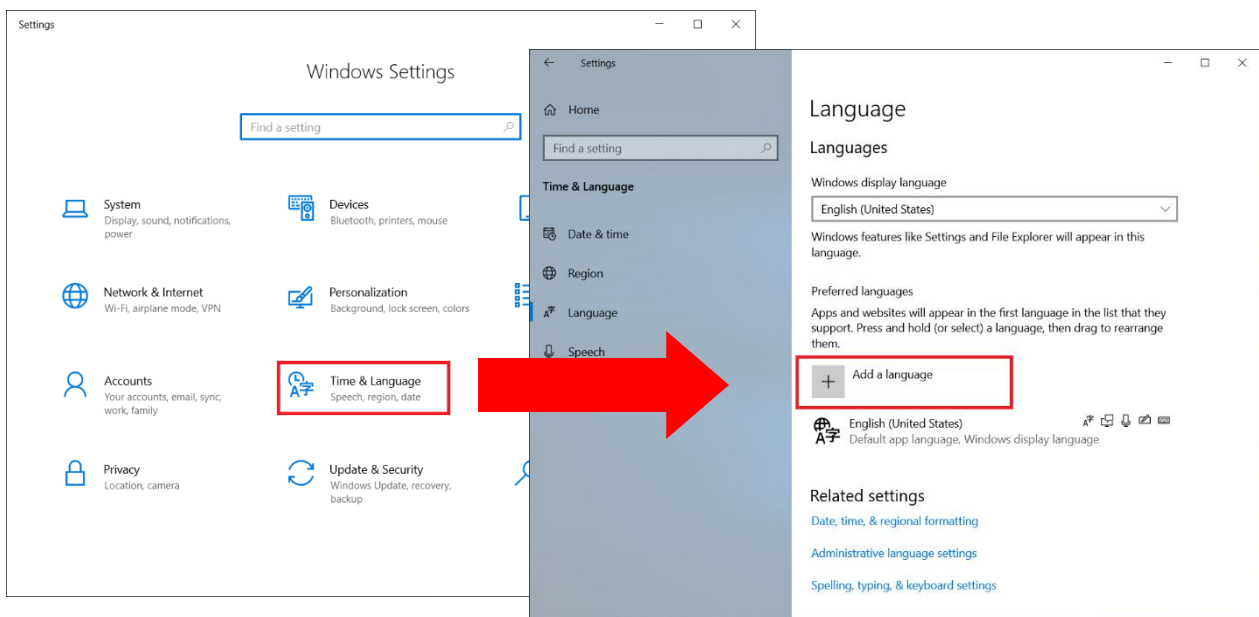 Settings
Windows Settings
Find a setting
System
Display, sound, notifications,
power
Devices
Bluetooth, printers, mouse
Network & Internet
Wi-Fi, airplane mode, VPN
Personalization
Background, lock screen, colors
Accounts
Your accounts, email, sync,
work, family
Time & Language
Speech, region, date
Privacy
Location, camera
Update & Security
Windows Update, recovery,
backup
Settings
Home
Find a setting
Time & Language
Date & time
Region
Language
Speech
Language
Languages
Windows display language
English (United States)
Windows features like Settings and File Explorer will appear in this
language.
Preferred languages
Apps and websites will appear in the first language in the list that they
support. Press and hold (or select) a language, then drag to rearrange
them.
Add a language
English (United States)
Default app language, Windows display language
Related settings
Date, time, & regional formatting
Administrative language settings
Spelling, typing, & keyboard settings